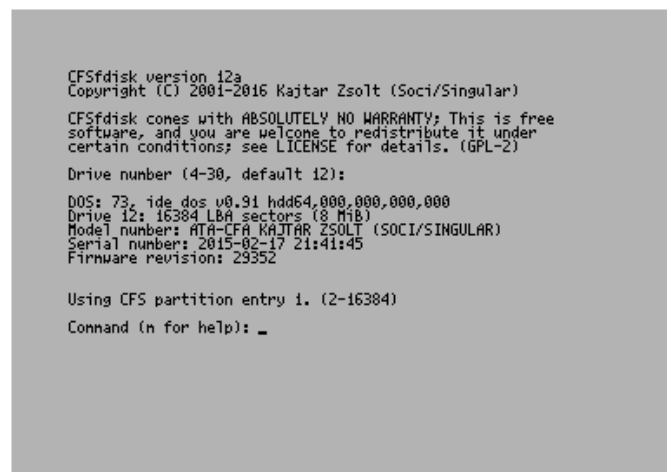 CFSfdisk version 12a
Copyright (C) 2001-2016 Kajtar Zsolt (Soci/Singular)
CFSfdisk comes with ABSOLUTELY NO WARRANTY; This is free
software, and you are welcome to redistribute it under
certain conditions; see LICENSE for details. (GPL-2)
Drive number (4-30, default 12):
DOS: 73, ide dos v0.91 hdd64,000,000,000,000
Drive 12: 16384 LBA sectors (8 MiB)
Model number: ATA-CFA KAJTAR ZSOLT (SOCI/SINGULAR)
Serial number: 2015-02-17 21:41:45
Firmware revision: 29352
Using CFS partition entry 1. (2-16384)
Command (m for help): _